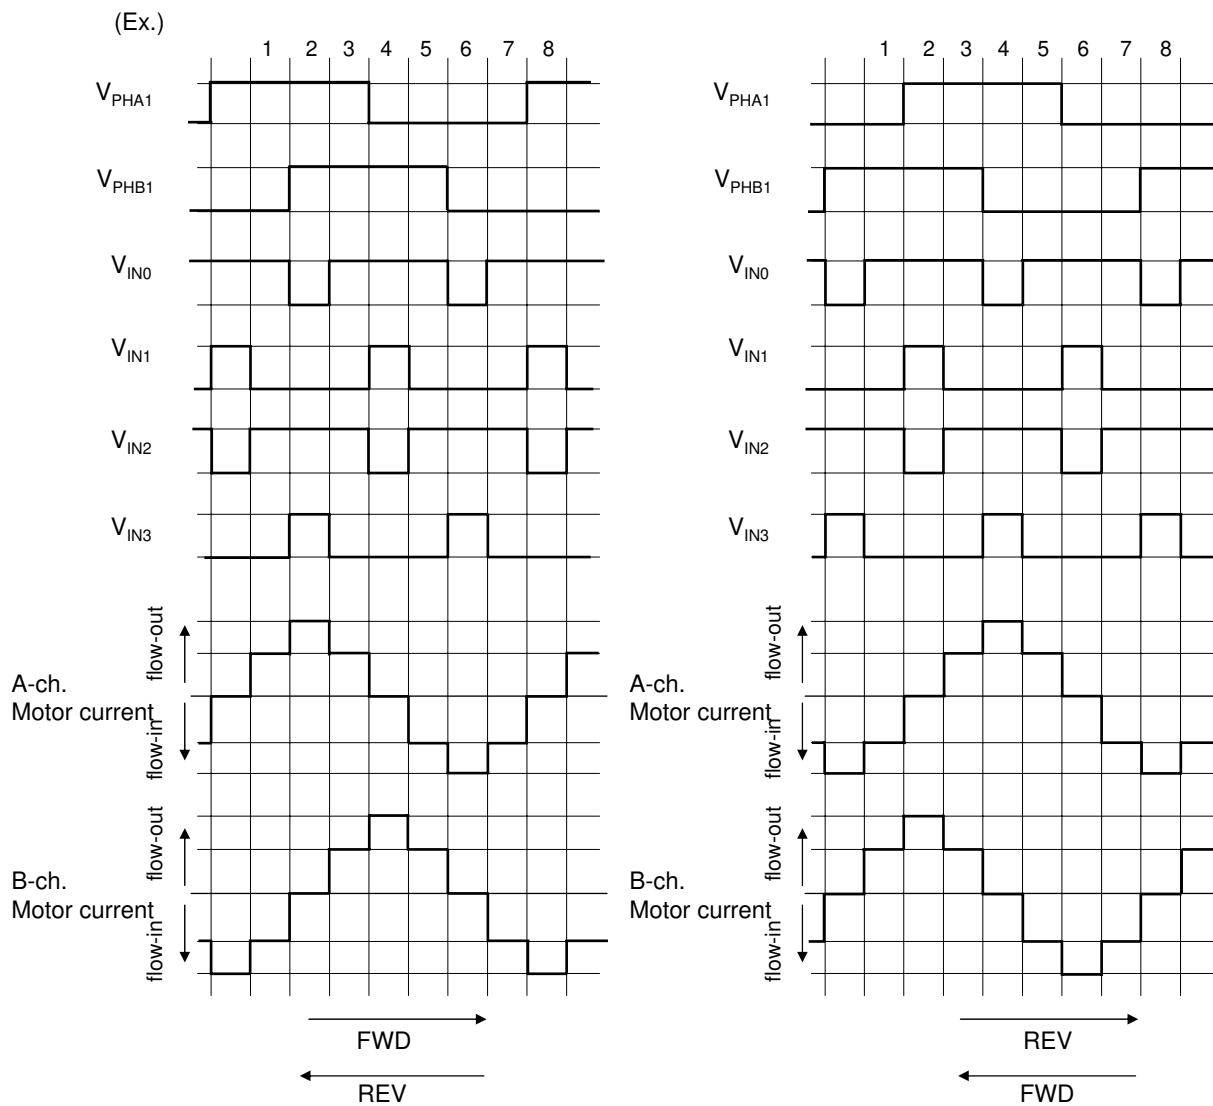 (Ex.)
1 2 3 4 5 6 7 8
1 2 3 4 5 6 7 8
VPHA1
VPHA1
VPHB1
VPHB1
VIN0
VIN0
VIN1
VIN1
VIN2
VIN2
VIN3
VIN3
flow-out
flow-out
A-ch.
Motor current
A-ch.
Motor current
flow-in
flow-in
flow-out
flow-out
B-ch.
Motor current
B-ch.
Motor current
flow-in
flow-in
FWD
REV
REV
FWD